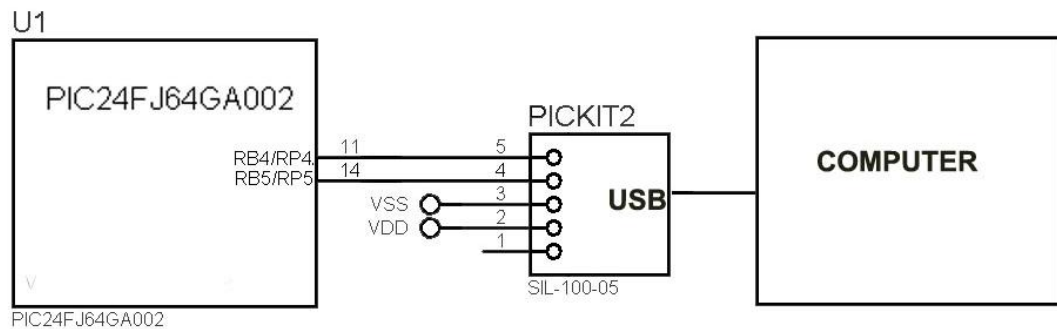 U1
PIC24FJ64GA002
RB4/RP4
RB5/RP5
11
14
PICKIT2
5
4
VSS
3
VDD
2
1
USB
SIL-100-05
COMPUTER
V
PIC24FJ64GA002